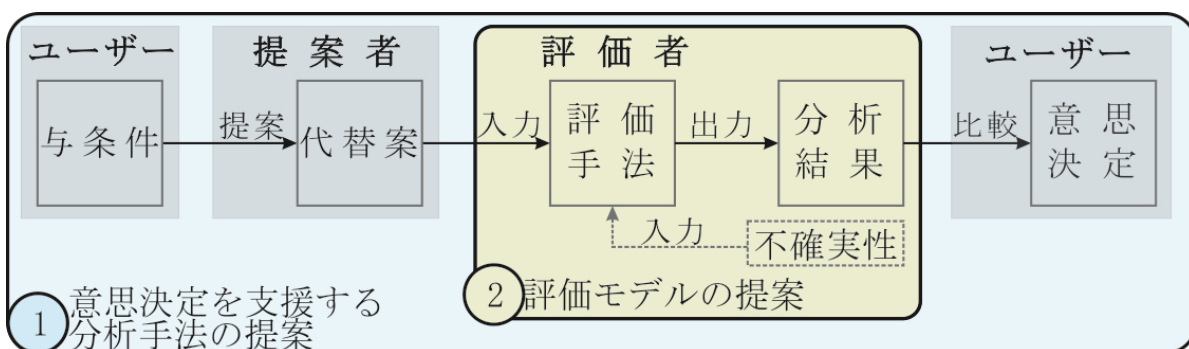 ユーザー
提案者
評価者
ユーザー
与条件
提案
代替案
入力
評価
手法
出力
分析
結果
比較
意思
決定
入力
不確実性
1
意思決定を支援する
分析手法の提案
2
評価モデルの提案